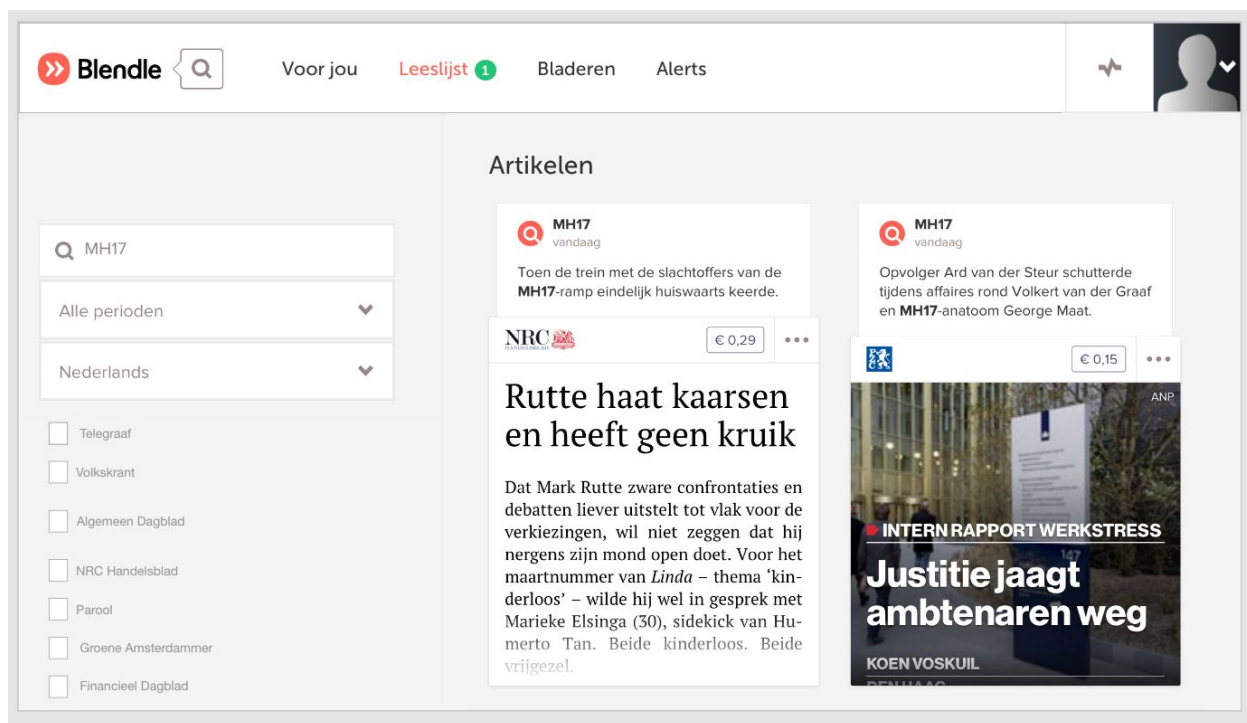 Blendle
Voor jou
Leeslijst 1
Bladeren
Alerts
MH17
Alle perioden
Nederlands
Telegraaf
Volkskrant
Algemeen Dagblad
NRC Handelsblad
Parool
Groene Amsterdammer
Financieel Dagblad
Artikelen
MH17
vandaag
Toen de trein met de slachtoffers van de
MH17-ramp eindelijk huiswaarts keerde.
NRC
HANDELSBLAD
€ 0,29
Rutte haat kaarsen
en heeft geen kruik
Dat Mark Rutte zware confrontaties en
debatten liever uitstelt tot vlak voor de
verkiezingen, wil niet zeggen dat hij
nergens zijn mond open doet. Voor het
maartnummer van Linda – thema ‘kin-
derloos’ – wilde hij wel in gesprek met
Marieke Elsinga (30), sidekick van Hu-
merto Tan. Beide kinderloos. Beide
vrijgezel.
MH17
vandaag
Opvolger Ard van der Steur schutterde
tijdens affaires rond Volkert van der Graaf
en MH17-anatoom George Maat.
PZC
€ 0,15
ANP
INTERN RAPPORT WERKSTRESS
147
Justitie jaagt
ambtenaren weg
KOEN VOSKUIL
DEN HAAG